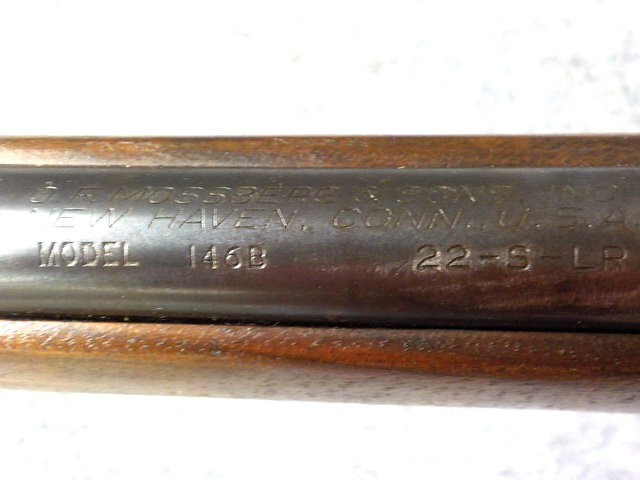 O.F. MOSSBERG & SONS, INC.
NEW HAVEN, CONN., U.S.A.
MODEL 146B 22-S-LR